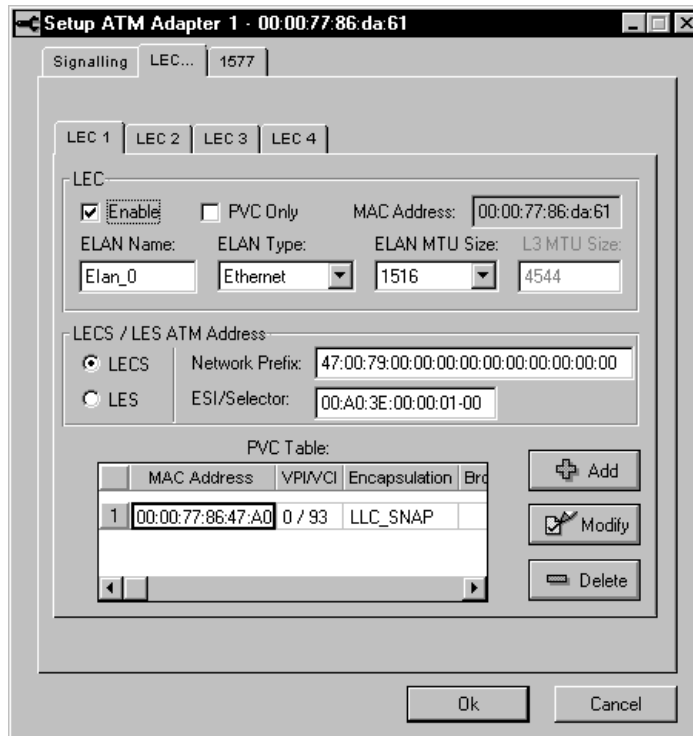 Setup ATM Adapter 1 - 00:00:77:86:da:61
Signalling LEC... 1577
LEC 1 LEC 2 LEC 3 LEC 4
LEC
Enable PVC Only MAC Address: 00:00:77:86:da:61
ELAN Name: ELAN Type: ELAN MTU Size: L3 MTU Size:
Elan_0 Ethernet 1516 4544
LECS / LES ATM Address
LECS Network Prefix: 47:00:79:00:00:00:00:00:00:00:00:00:00
LES ESI/Selector: 00:A0:3E:00:00:01-00
PVC Table:
MAC Address VPI/VCI Encapsulation Bro
1 00:00:77:86:47:A0 0 / 93 LLC_SNAP
Add
Modify
Delete
Ok Cancel